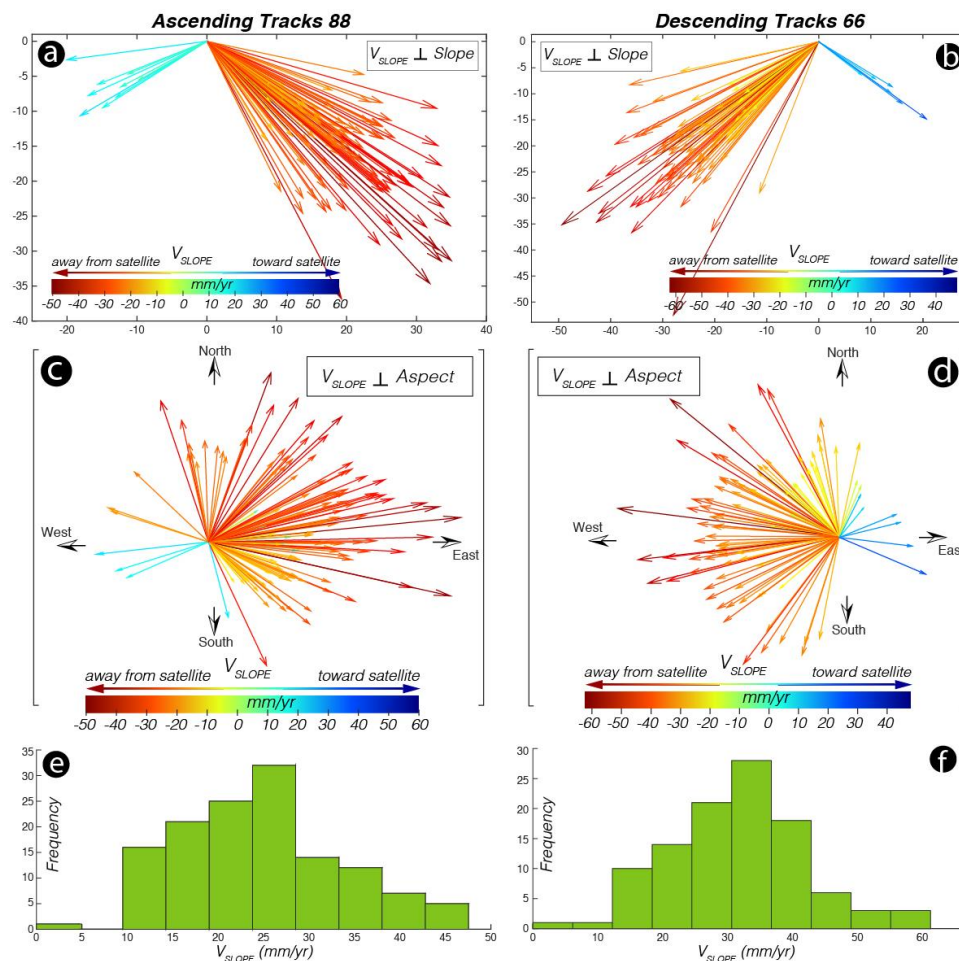 Ascending Tracks 88
Descending Tracks 66
a
V_SLOPE ⊥ Slope
0
-5
-10
-15
-20
-25
-30
-35
-40
-20 -10 0 10 20 30 40
V_SLOPE
away from satellite toward satellite
mm/yr
-50 -40 -30 -20 -10 0 10 20 30 40 50 60
b
V_SLOPE ⊥ Slope
0
-5
-10
-15
-20
-25
-30
-35
-40
-45
-50
-50 -40 -30 -20 -10 0 10 20
V_SLOPE
away from satellite toward satellite
mm/yr
-60 -50 -40 -30 -20 -10 0 10 20 30 40
c
North
V_SLOPE ⊥ Aspect
West
East
South
V_SLOPE
away from satellite toward satellite
mm/yr
-50 -40 -30 -20 -10 0 10 20 30 40 50 60
d
V_SLOPE ⊥ Aspect
North
West
East
South
V_SLOPE
away from satellite toward satellite
mm/yr
-60 -50 -40 -30 -20 -10 0 10 20 30 40
e
Frequency
35
30
25
20
15
10
5
0
0 5 10 15 20 25 30 35 40 45 50
V_SLOPE (mm/yr)
f
Frequency
30
25
20
15
10
5
0
0 10 20 30 40 50 60
V_SLOPE (mm/yr)